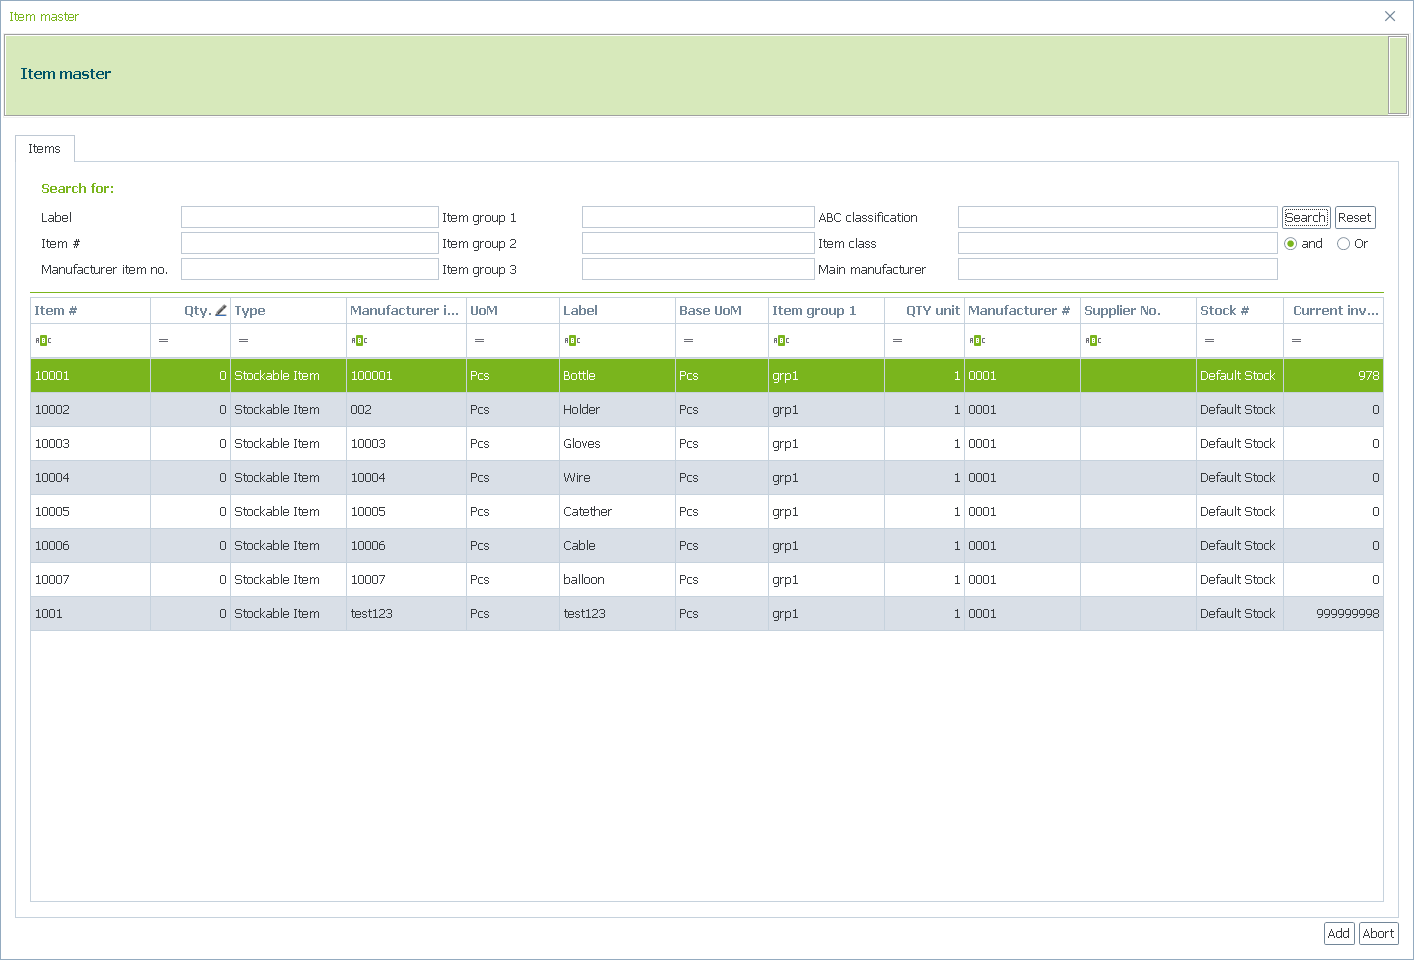 Item master
Item master
Items
Search for:
Label Item group 1 ABC classification Search Reset
Item # Item group 2 Item class and Or
Manufacturer item no. Item group 3 Main manufacturer
Item # Qty. Type Manufacturer i... UoM Label Base UoM Item group 1 QTY unit Manufacturer # Supplier No. Stock # Current inv...
ABC = = ABC = ABC = ABC = ABC ABC = =
10001 0 Stockable Item 100001 Pcs Bottle Pcs grp1 1 0001 Default Stock 978
10002 0 Stockable Item 002 Pcs Holder Pcs grp1 1 0001 Default Stock 0
10003 0 Stockable Item 10003 Pcs Gloves Pcs grp1 1 0001 Default Stock 0
10004 0 Stockable Item 10004 Pcs Wire Pcs grp1 1 0001 Default Stock 0
10005 0 Stockable Item 10005 Pcs Catether Pcs grp1 1 0001 Default Stock 0
10006 0 Stockable Item 10006 Pcs Cable Pcs grp1 1 0001 Default Stock 0
10007 0 Stockable Item 10007 Pcs balloon Pcs grp1 1 0001 Default Stock 0
1001 0 Stockable Item test123 Pcs test123 Pcs grp1 1 0001 Default Stock 999999998
Add Abort